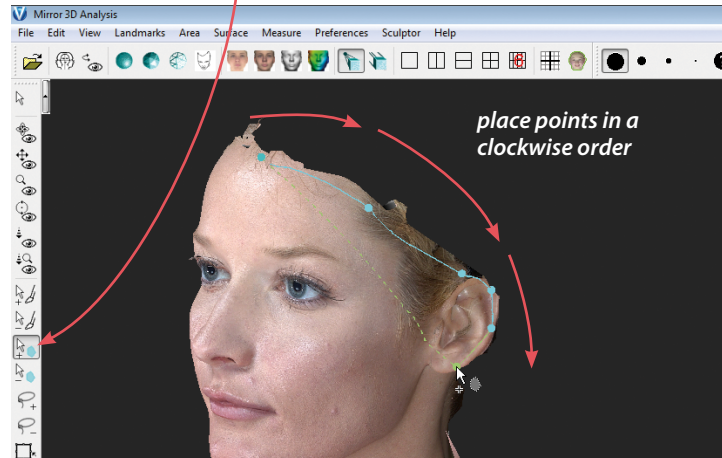 Mirror 3D Analysis
File Edit View Landmarks Area Surface Measure Preferences Sculptor Help
place points in a
clockwise order